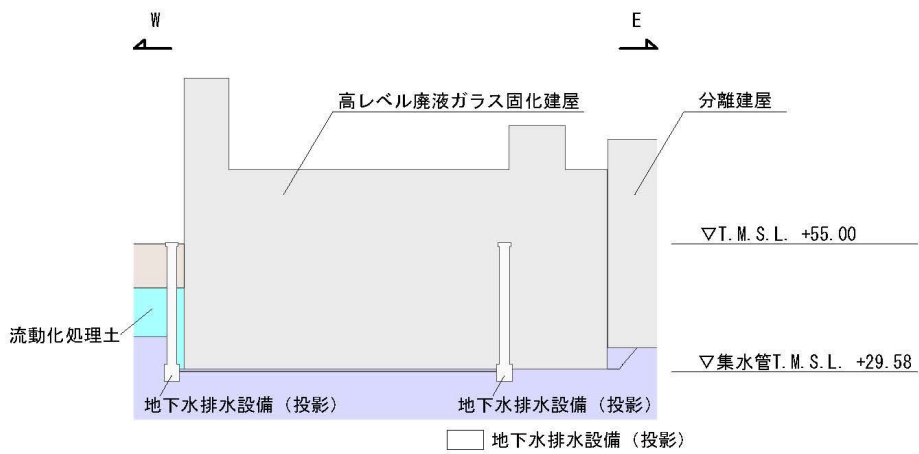 W
E
高レベル廃液ガラス固化建屋
分離建屋
▽T.M.S.L. +55.00
流動化処理土
▽集水管T.M.S.L. +29.58
地下水排水設備（投影）
地下水排水設備（投影）
地下水排水設備（投影）